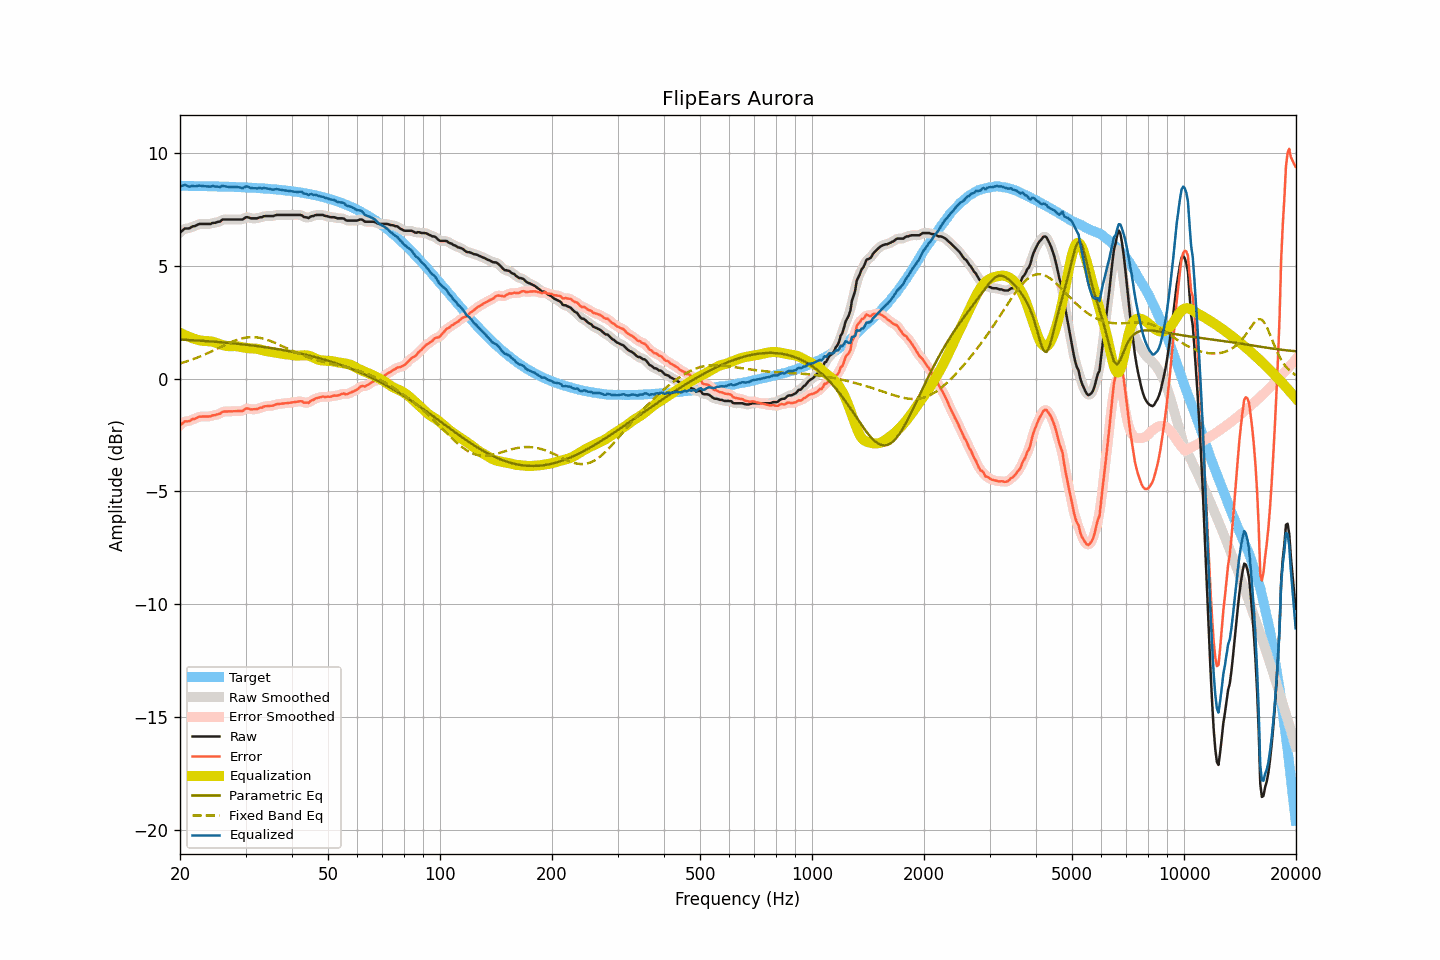 FlipEars Aurora
10
5
0
−5
−10
−15
−20
Amplitude (dBr)
Target
Raw Smoothed
Error Smoothed
Raw
Error
Equalization
Parametric Eq
Fixed Band Eq
Equalized
20 50 100 200 500 1000 2000 5000 10000 20000
Frequency (Hz)